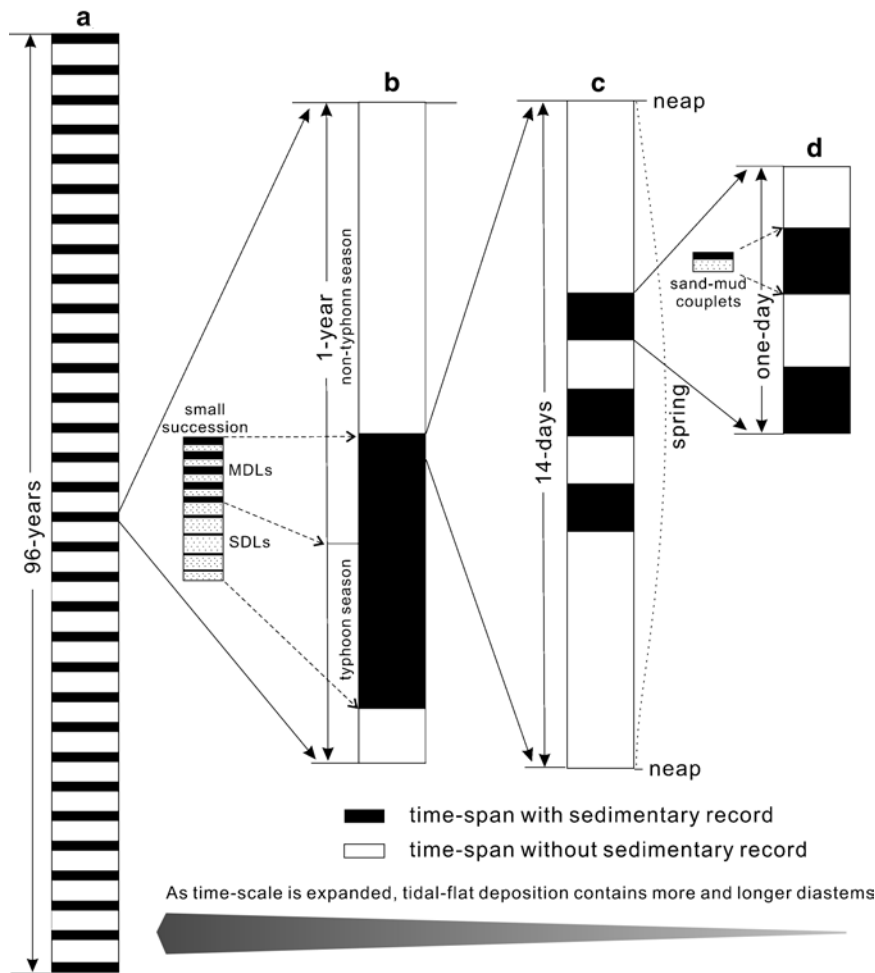 a
b
c
d
96-years
1-year
non-typhonn season
typhoon season
small
succession
MDLs
SDLs
14-days
neap
spring
neap
one-day
sand-mud
couplets
time-span with sedimentary record
time-span without sedimentary record
As time-scale is expanded, tidal-flat deposition contains more and longer diastems